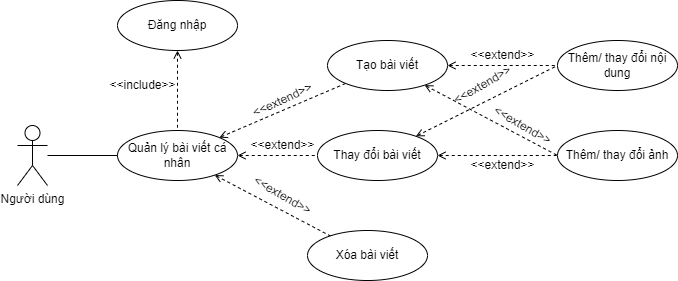 Đăng nhập
<<include>>
Tạo bài viết
<<extend>>
Thêm/ thay đổi nội
dung
<<extend>>
<<extend>>
<<extend>>
Người dùng
Quản lý bài viết cá
nhân
<<extend>>
Thay đổi bài viết
<<extend>>
Thêm/ thay đổi ảnh
<<extend>>
Xóa bài viết